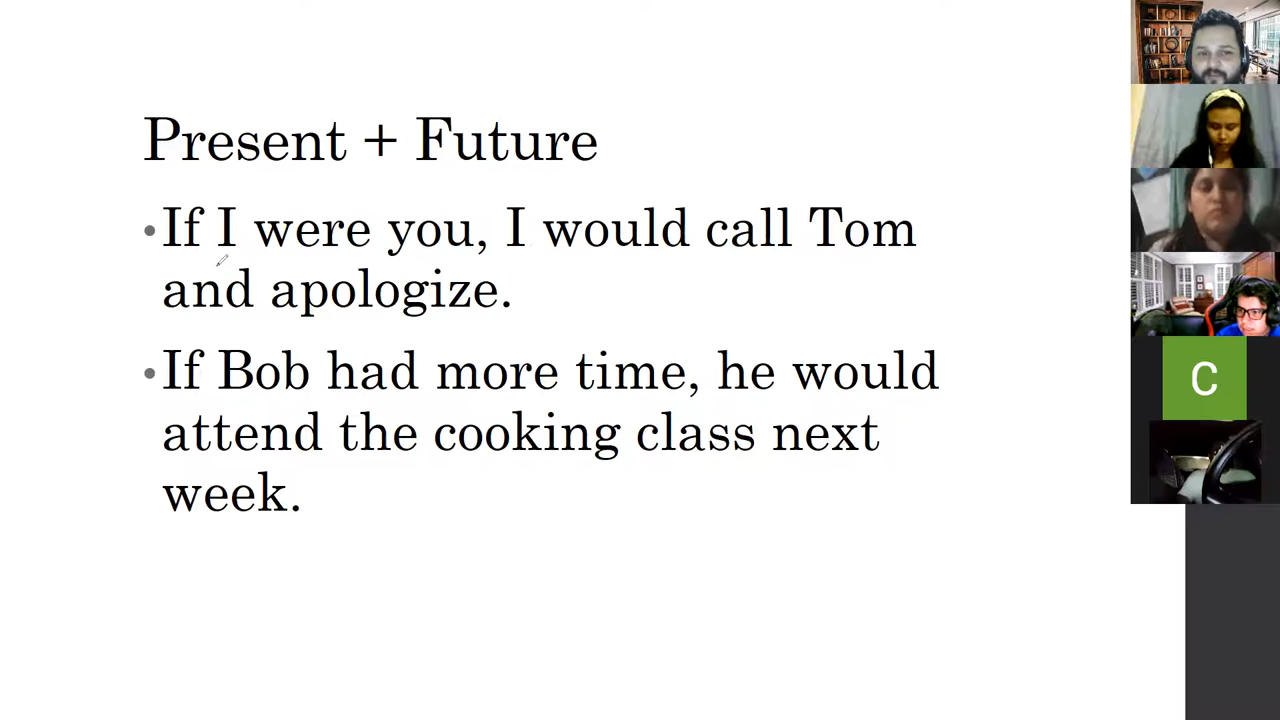 Present + Future
•If I were you, I would call Tom
and apologize.
•If Bob had more time, he would
attend the cooking class next
week.
C